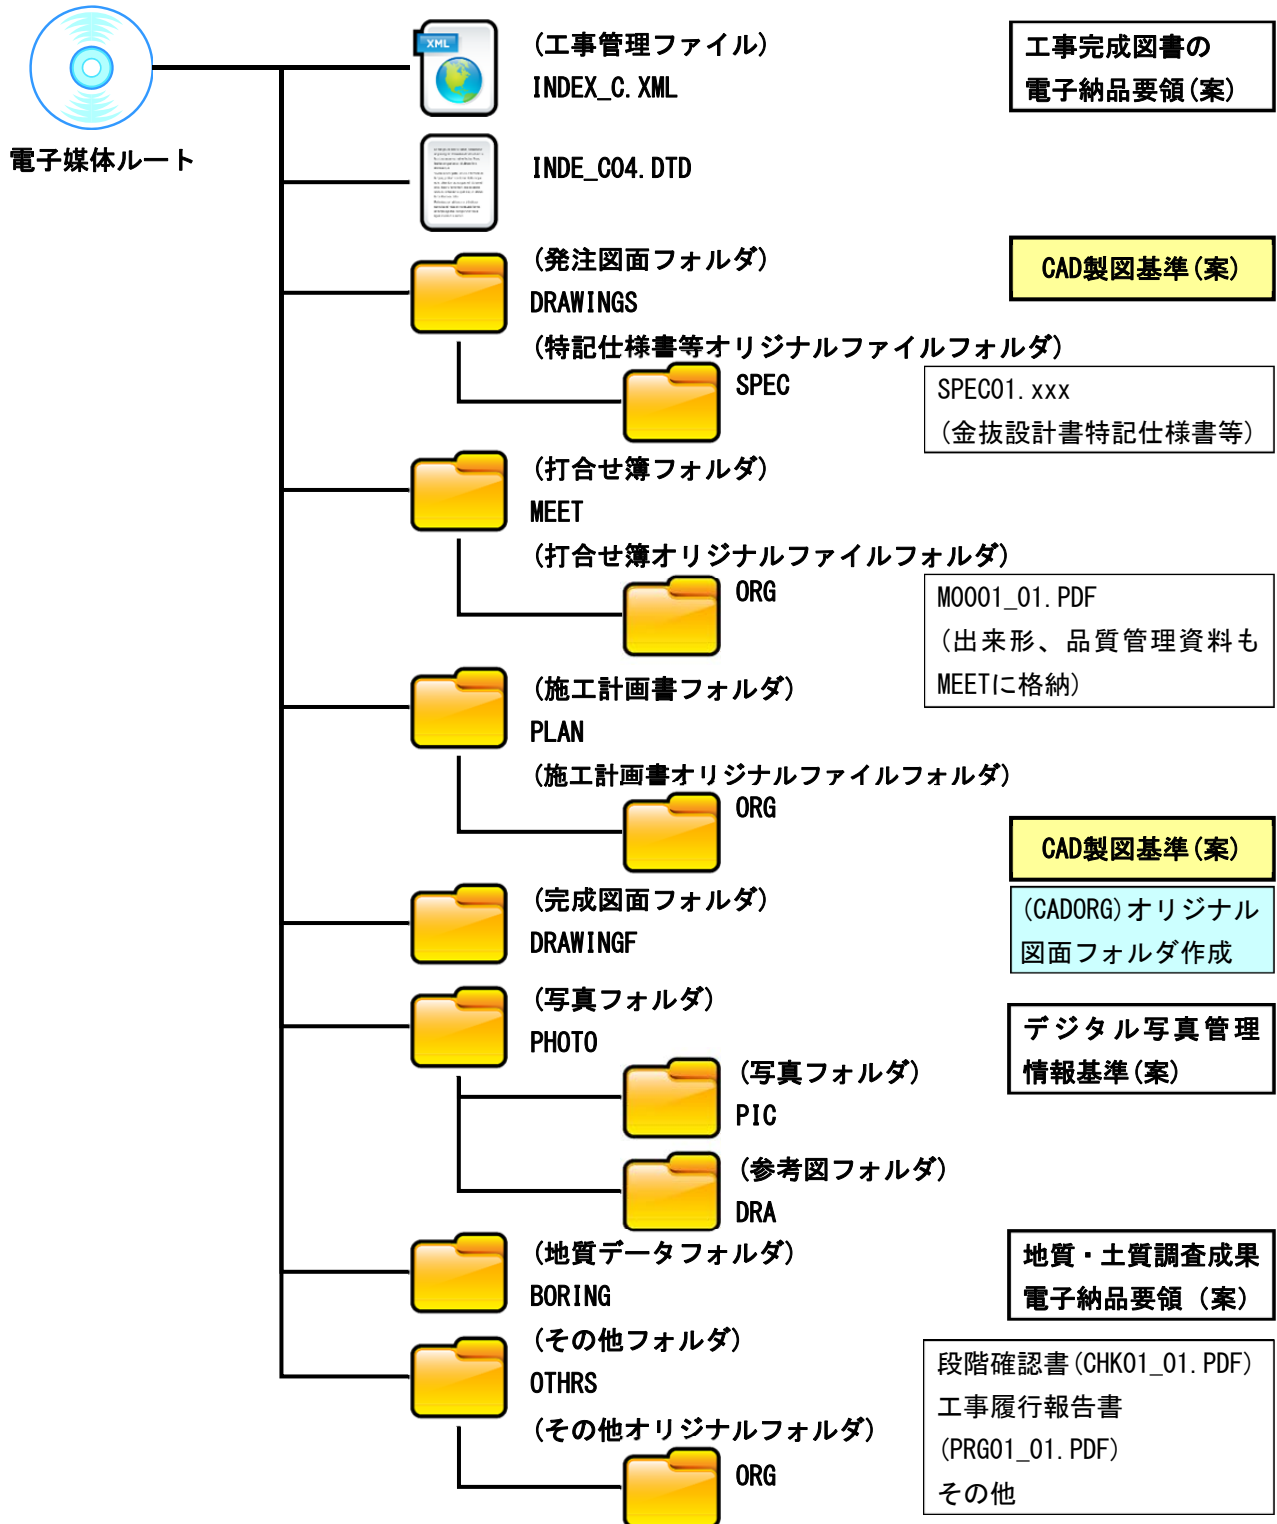 XML
(工事管理ファイル)
INDEX_C.XML
工事完成図書の
電子納品要領(案)
電子媒体ルート
INDE_C04.DTD
(発注図面フォルダ)
DRAWINGS
CAD製図基準(案)
(特記仕様書等オリジナルファイルフォルダ)
SPEC
SPEC01.xxx
(金抜設計書特記仕様書等)
(打合せ簿フォルダ)
MEET
(打合せ簿オリジナルファイルフォルダ)
ORG
M0001_01.PDF
(出来形、品質管理資料も
MEETに格納)
(施工計画書フォルダ)
PLAN
(施工計画書オリジナルファイルフォルダ)
ORG
CAD製図基準(案)
(完成図面フォルダ)
DRAWINGF
(CADORG)オリジナル
図面フォルダ作成
(写真フォルダ)
PHOTO
デジタル写真管理
情報基準(案)
(写真フォルダ)
PIC
(参考図フォルダ)
DRA
(地質データフォルダ)
BORING
地質・土質調査成果
電子納品要領（案)
(その他フォルダ)
OTHRS
(その他オリジナルフォルダ)
ORG
段階確認書(CHK01_01.PDF)
工事履行報告書
(PRG01_01.PDF)
その他